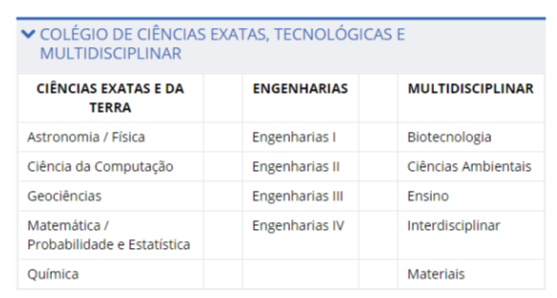 COLÉGIO DE CIÊNCIAS EXATAS, TECNOLÓGICAS E
MULTIDISCIPLINAR
CIÊNCIAS EXATAS E DA
TERRA
ENGENHARIAS
MULTIDISCIPLINAR
Astronomia / Física
Engenharias I
Biotecnologia
Ciência da Computação
Engenharias II
Ciências Ambientais
Geociências
Engenharias III
Ensino
Matemática /
Probabilidade e Estatística
Engenharias IV
Interdisciplinar
Química
Materiais